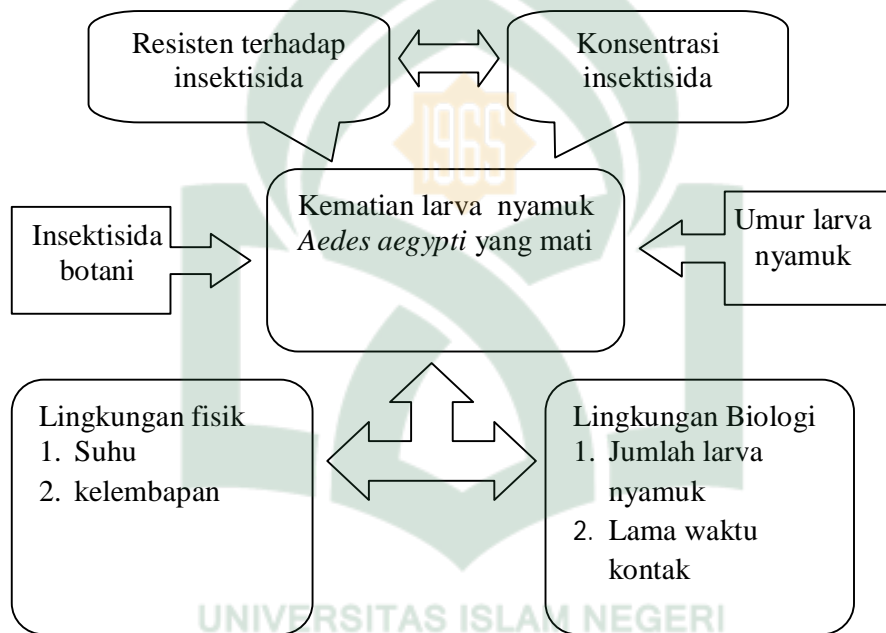 Resisten terhadap
insektisida
Konsentrasi
insektisida
1965
Kematian larva nyamuk
Aedes aegypti yang mati
Insektisida
botani
Umur larva
nyamuk
Lingkungan fisik
1. Suhu
2. kelembapan
Lingkungan Biologi
1. Jumlah larva
nyamuk
2. Lama waktu
kontak
UNIVERSITAS ISLAM NEGERI